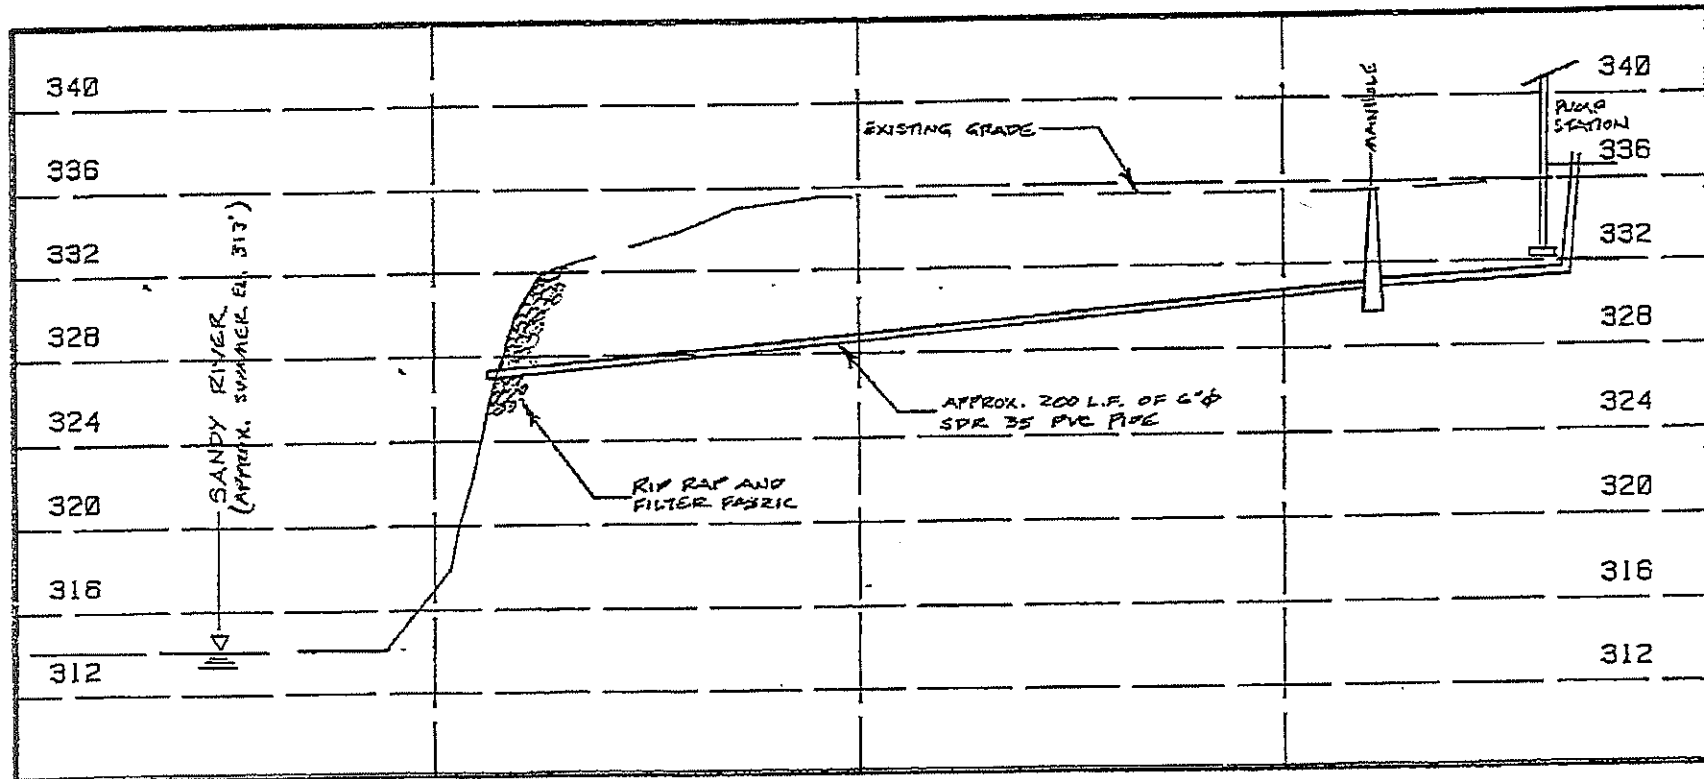 340
336
332
328
324
320
316
312
SANDY RIVER
(APPROX. SUMMER EL. 313')
EXISTING GRADE
RIP RAP AND
FILTER FABRIC
APPROX. 200 L.F. OF 6"φ
SDR 35 PVC PIPE
MANHOLE
PUMP
STATION
340
336
332
328
324
320
316
312